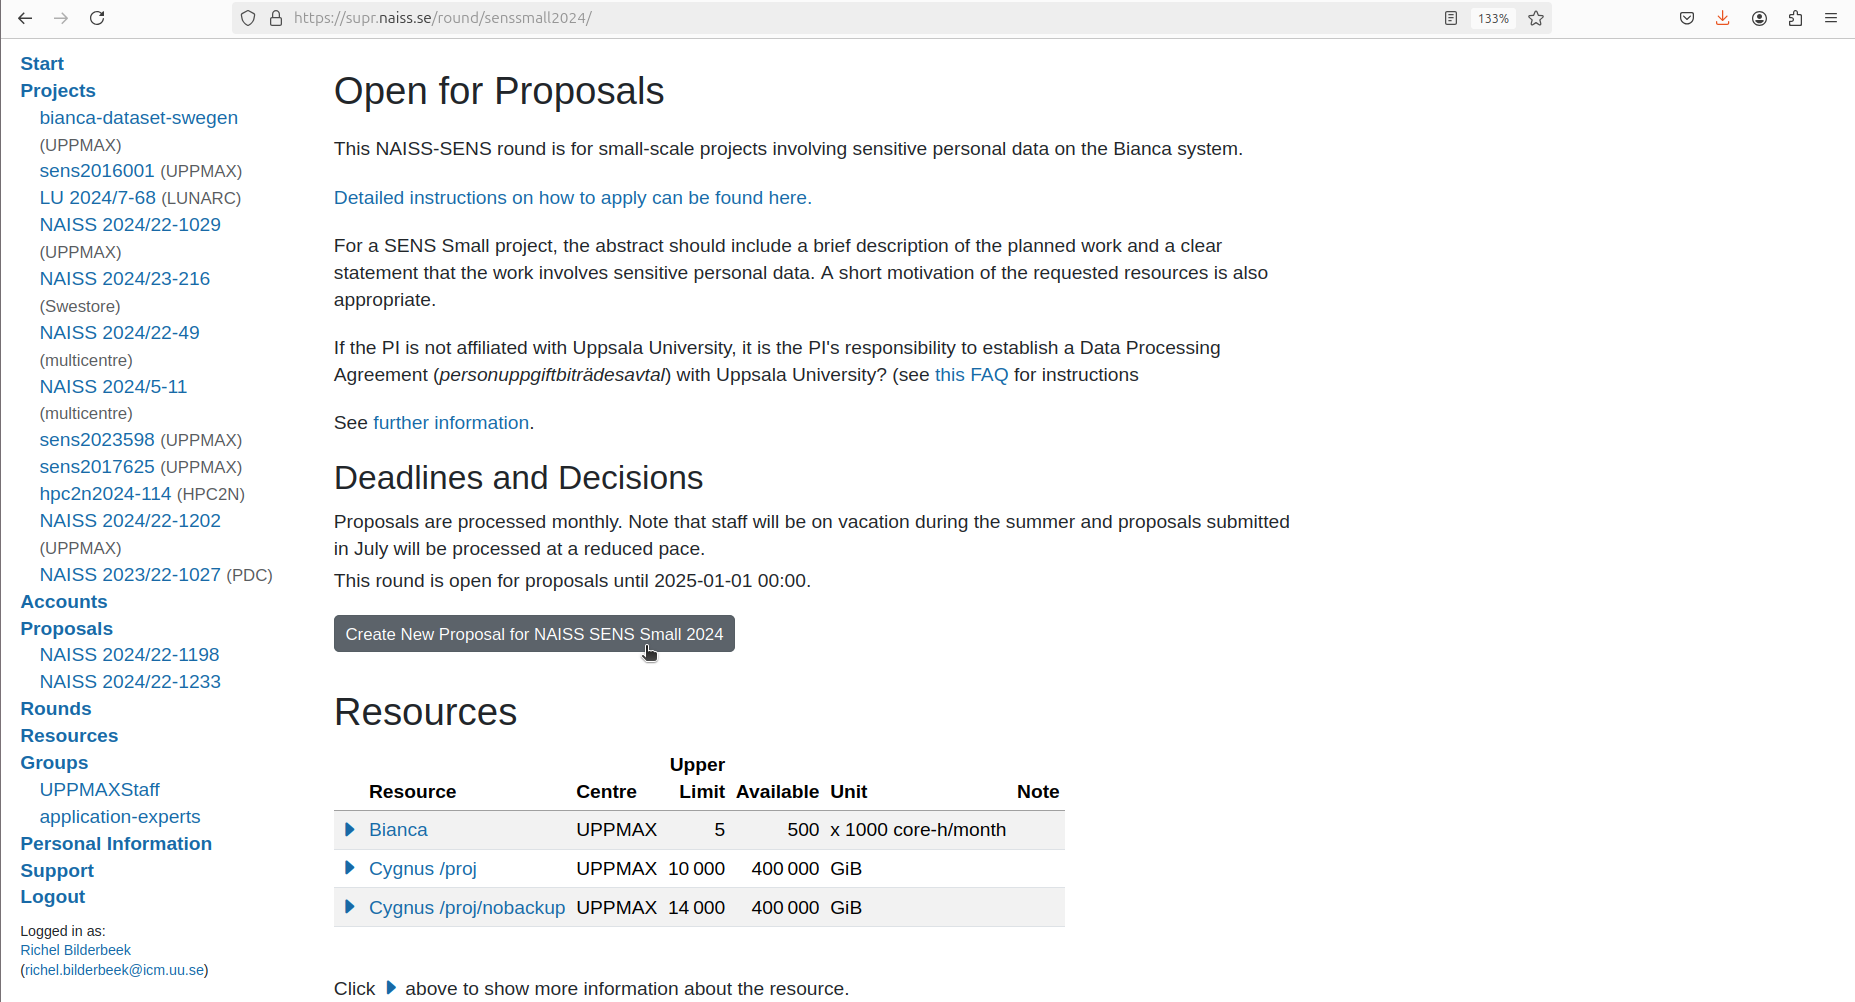 https://supr.naiss.se/round/senssmall2024/
133%
Start
Projects
bianca-dataset-swegen
(UPPMAX)
sens2016001 (UPPMAX)
LU 2024/7-68 (LUNARC)
NAISS 2024/22-1029
(UPPMAX)
NAISS 2024/23-216
(Swestore)
NAISS 2024/22-49
(multicentre)
NAISS 2024/5-11
(multicentre)
sens2023598 (UPPMAX)
sens2017625 (UPPMAX)
hpc2n2024-114 (HPC2N)
NAISS 2024/22-1202
(UPPMAX)
NAISS 2023/22-1027 (PDC)
Accounts
Proposals
NAISS 2024/22-1198
NAISS 2024/22-1233
Rounds
Resources
Groups
UPPMAXStaff
application-experts
Personal Information
Support
Logout
Logged in as:
Richel Bilderbeek
(richel.bilderbeek@icm.uu.se)
Open for Proposals
This NAISS-SENS round is for small-scale projects involving sensitive personal data on the Bianca system.
Detailed instructions on how to apply can be found here.
For a SENS Small project, the abstract should include a brief description of the planned work and a clear
statement that the work involves sensitive personal data. A short motivation of the requested resources is also
appropriate.
If the PI is not affiliated with Uppsala University, it is the PI's responsibility to establish a Data Processing
Agreement (personuppgiftbiträdesavtal) with Uppsala University? (see this FAQ for instructions
See further information.
Deadlines and Decisions
Proposals are processed monthly. Note that staff will be on vacation during the summer and proposals submitted
in July will be processed at a reduced pace.
This round is open for proposals until 2025-01-01 00:00.
Create New Proposal for NAISS SENS Small 2024
Resources
Resource Centre Upper Limit Available Unit Note
Bianca UPPMAX 5 500 x 1000 core-h/month
Cygnus /proj UPPMAX 10 000 400 000 GiB
Cygnus /proj/nobackup UPPMAX 14 000 400 000 GiB
Click above to show more information about the resource.